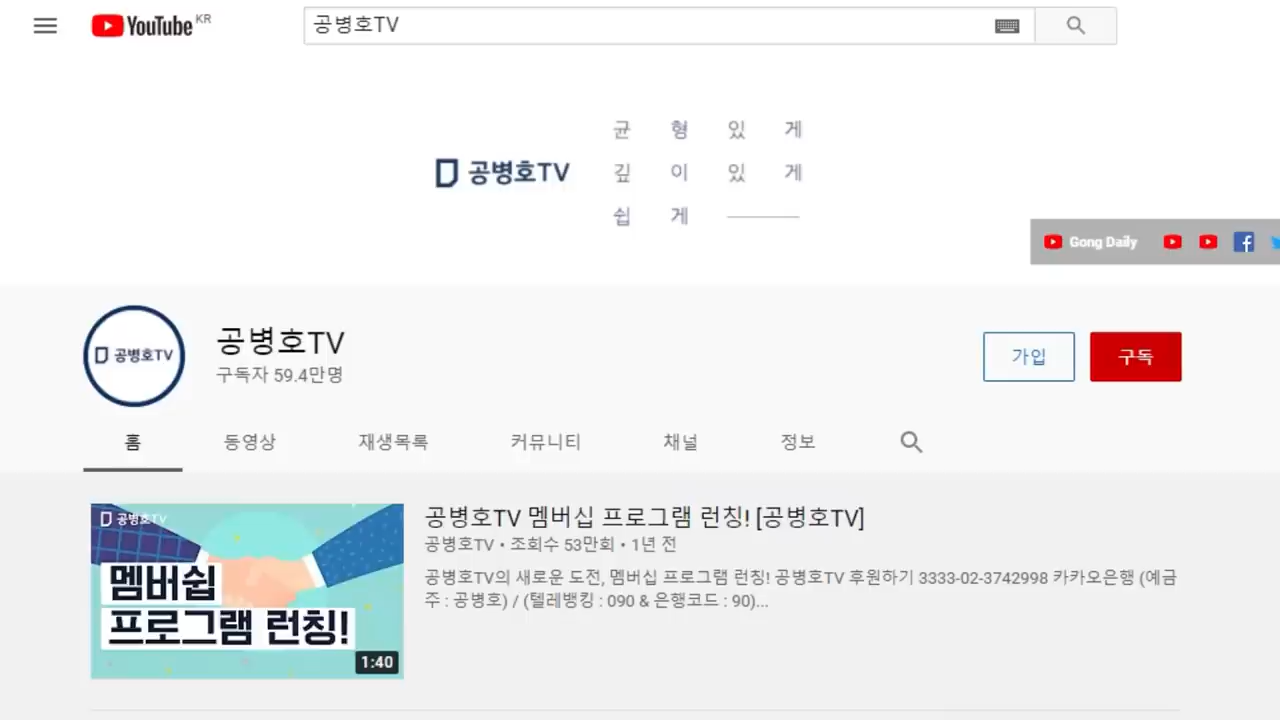 YouTube KR
공병호TV
균형있게
공병호TV 깊이있게
쉽게
Gong Daily
공병호TV
공병호TV
구독자 59.4만명
가입
구독
홈 동영상 재생목록 커뮤니티 채널 정보
공병호TV
멤버쉽
프로그램 런칭!
1:40
공병호TV 멤버십 프로그램 런칭! [공병호TV]
공병호TV • 조회수 53만회 • 1년 전
공병호TV의 새로운 도전, 멤버십 프로그램 런칭! 공병호TV 후원하기 3333-02-3742998 카카오은행 (예금
주 : 공병호) / (텔레뱅킹 : 090 & 은행코드 : 90)...